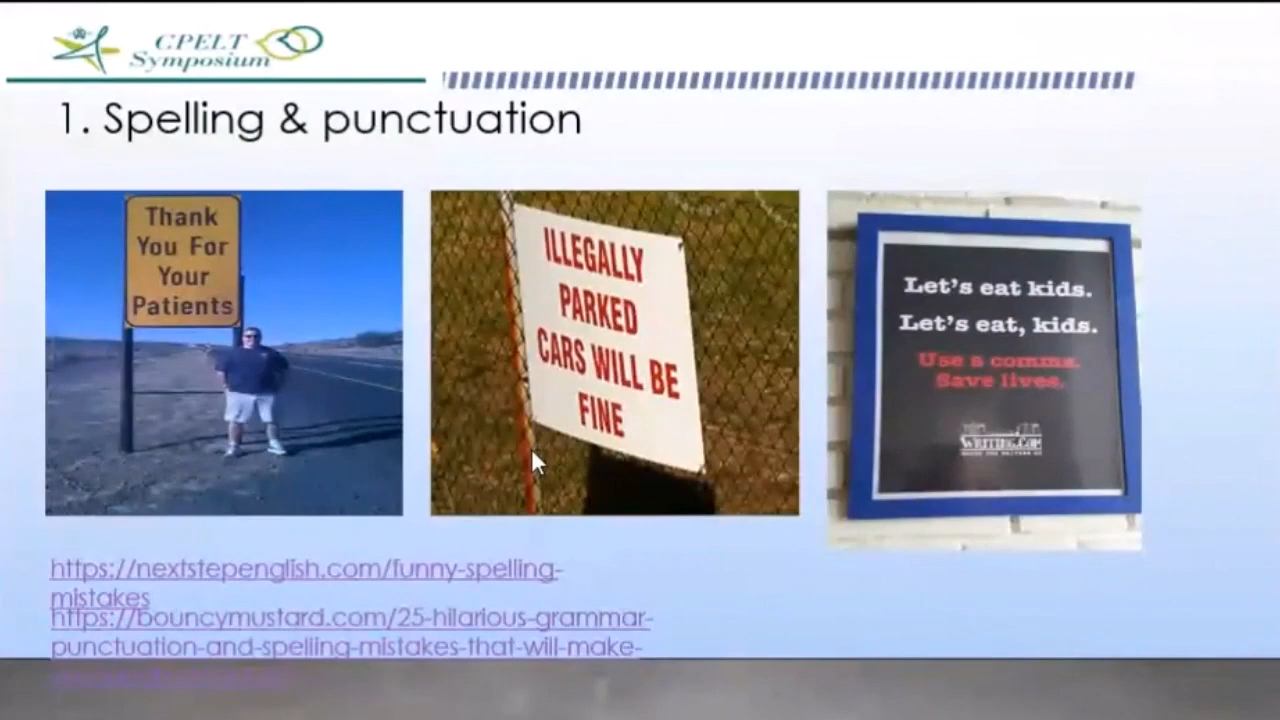 CPELT
Symposium
1. Spelling & punctuation
Thank
You For
Your
Patients
ILLEGALLY
PARKED
CARS WILL BE
FINE
Let's eat kids.
Let's eat, kids.
Use a comma.
Save lives.
WRITING.COM
https://nextstepenglish.com/funny-spelling-
mistakes
https://bouncymustard.com/25-hilarious-grammar-
punctuation-and-spelling-mistakes-that-will-make-